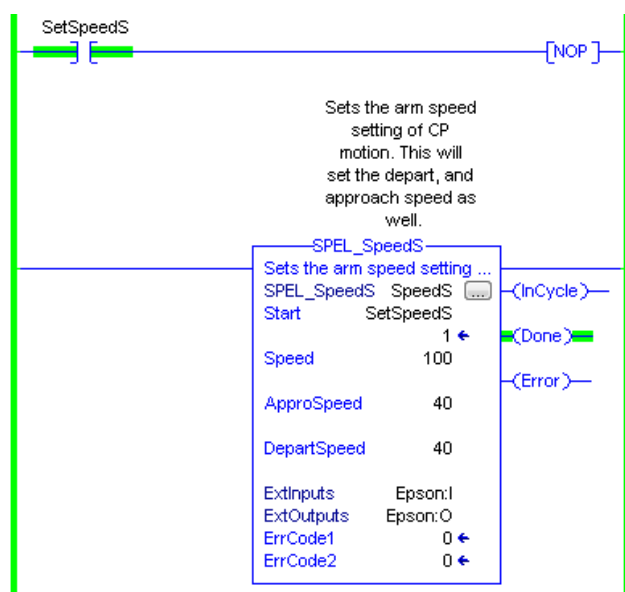 SetSpeedS
NOP
Sets the arm speed
setting of CP
motion. This will
set the depart, and
approach speed as
well.
SPEL_SpeedS
Sets the arm speed setting ...
SPEL_SpeedS SpeedS ...
InCycle
Start SetSpeedS
1
Done
Speed 100
Error
ApproSpeed 40
DepartSpeed 40
ExtInputs Epson:I
ExtOutputs Epson:O
ErrCode1 0
ErrCode2 0